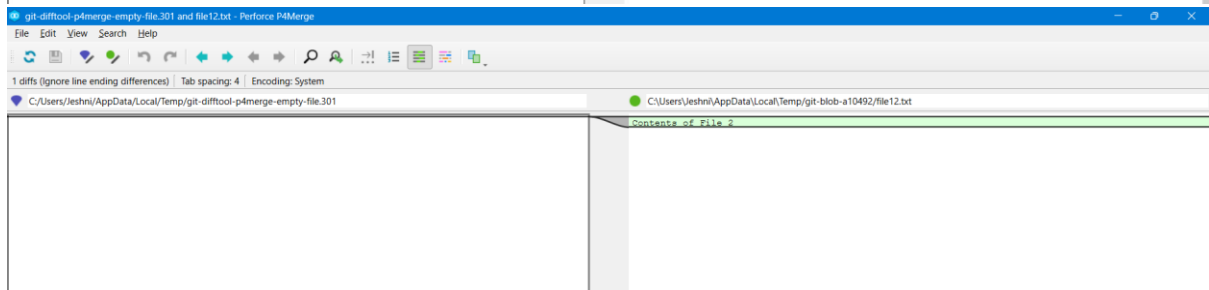 git-difftool-p4merge-empty-file.301 and file12.txt - Perforce P4Merge
File Edit View Search Help
1 diffs (Ignore line ending differences) Tab spacing: 4 Encoding: System
C:/Users/Jeshni/AppData/Local/Temp/git-difftool-p4merge-empty-file.301
C:\Users\Jeshni\AppData\Local\Temp/git-blob-a10492/file12.txt
Contents of File 2